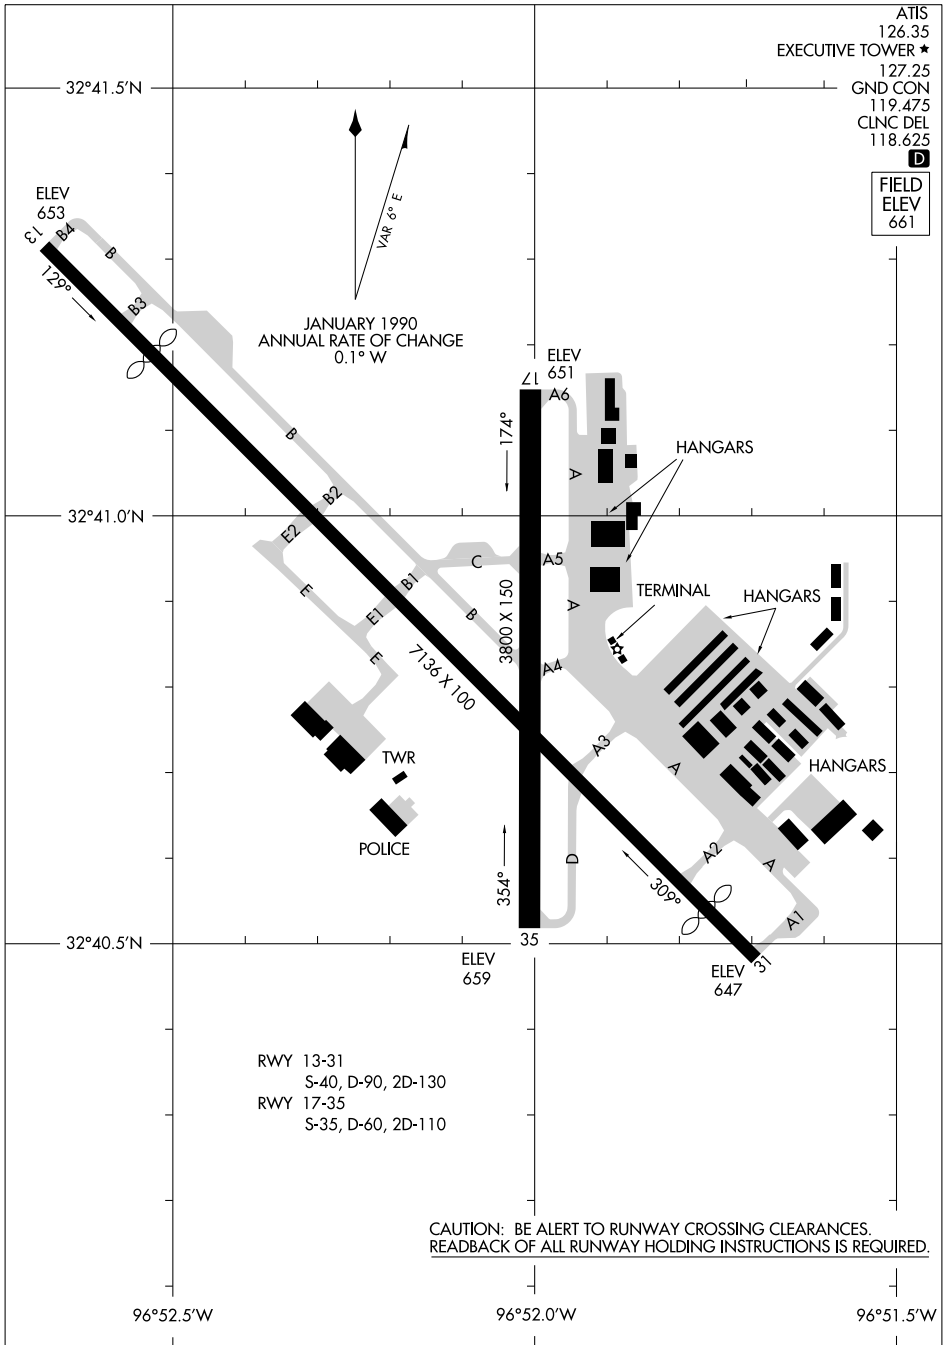 ATIS
126.35
EXECUTIVE TOWER ★
127.25
GND CON
119.475
CLNC DEL
118.625
D
FIELD
ELEV
661
32°41.5'N
VAR 6° E
JANUARY 1990
ANNUAL RATE OF CHANGE
0.1° W
ELEV
653
13
B4
B
129°
B3
ELEV
651
17
A6
174°
B
A
HANGARS
B2
32°41.0'N
E2
C
A5
B1
E
TERMINAL
HANGARS
A
E1
B
3800 X 150
E
A4
7136 X 100
A3
TWR
A
HANGARS
POLICE
A2
D
A
354°
309°
A1
32°40.5'N
35
ELEV
659
31
ELEV
647
RWY 13-31
S-40, D-90, 2D-130
RWY 17-35
S-35, D-60, 2D-110
CAUTION: BE ALERT TO RUNWAY CROSSING CLEARANCES.
READBACK OF ALL RUNWAY HOLDING INSTRUCTIONS IS REQUIRED.
96°52.5'W
96°52.0'W
96°51.5'W